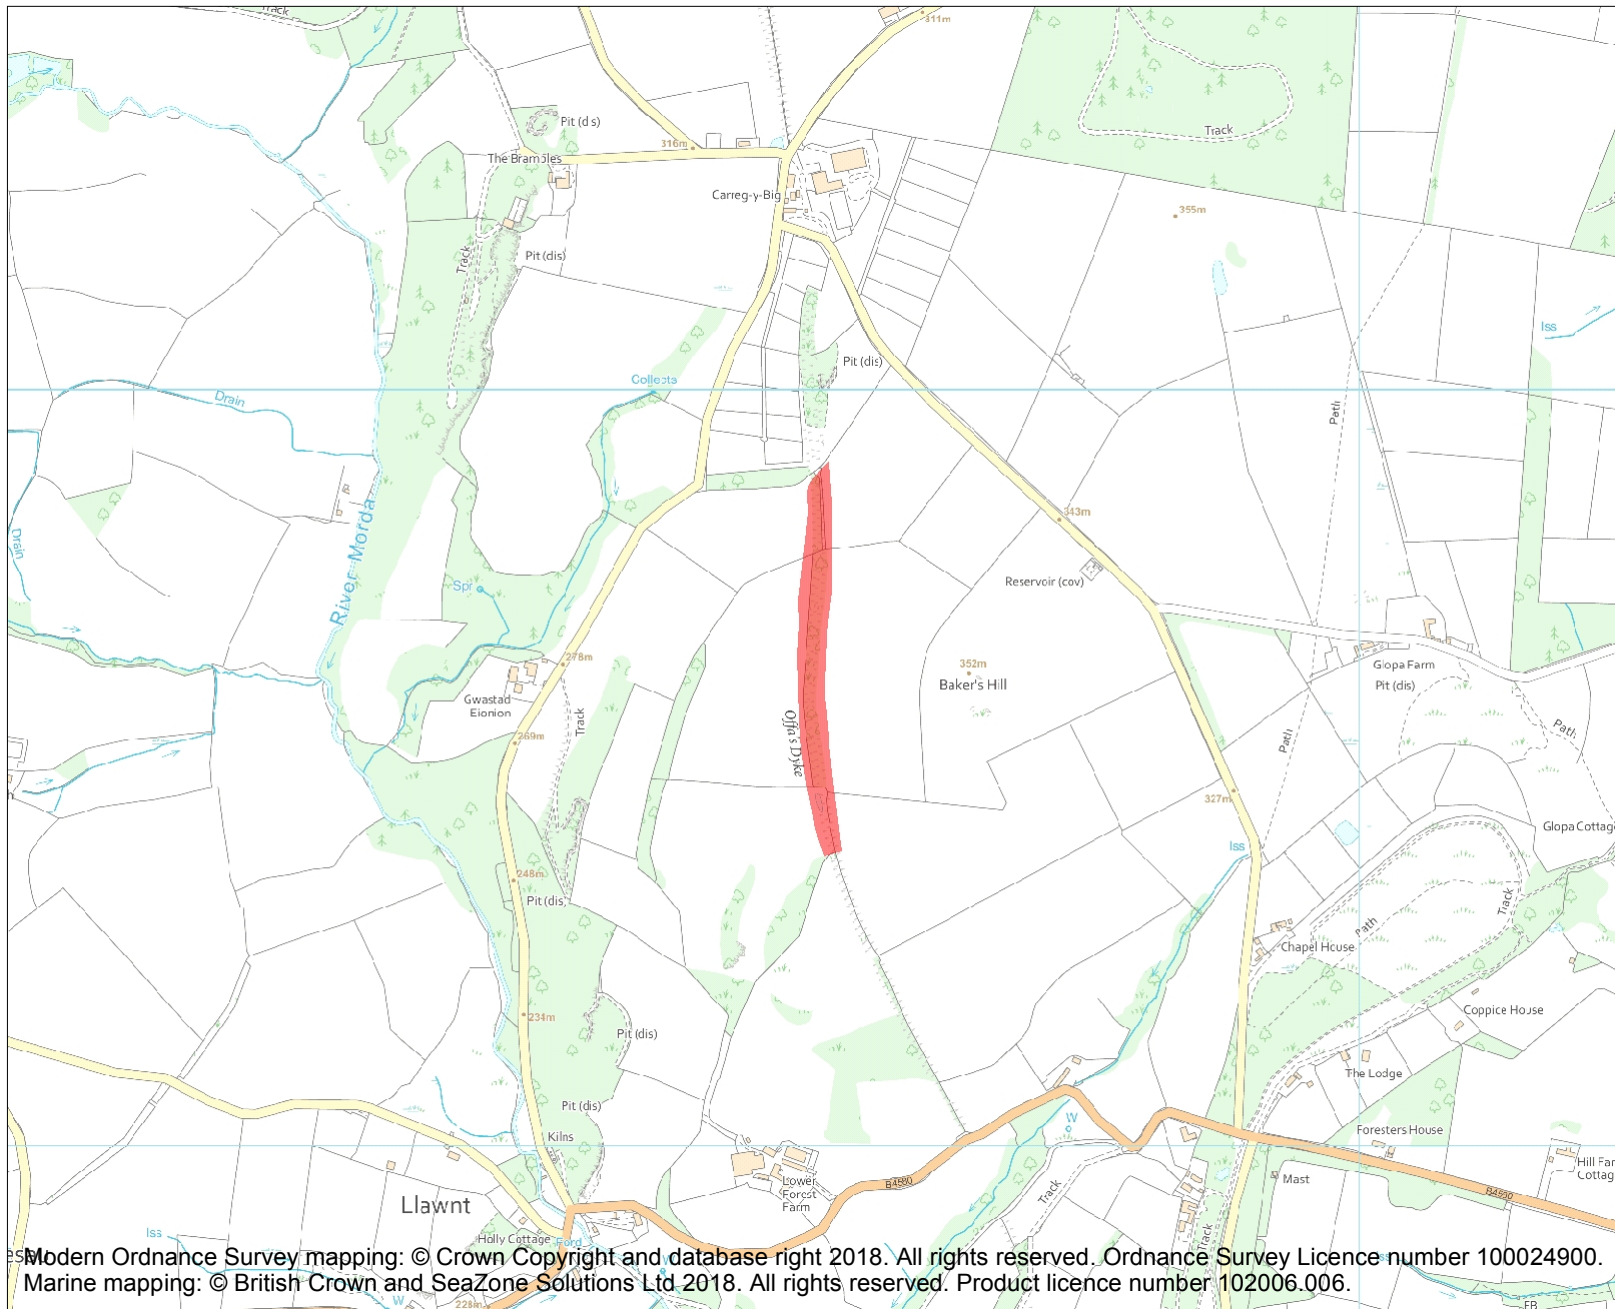 Track
311m
Pit (dis)
316m
The Brambles
Track
Carreg-y-Big
355m
Track
Pit (dis)
Iss
Pit (dis)
Collects
Drain
Path
River Morda
343m
Drain
Reservoir (cov)
Spr
278m
352m
Baker's Hill
Glopa Farm
Pit (dis)
Gwastad
Eionion
Track
Offa's Dyke
269m
Path
Path
327m
Glopa Cottage
Iss
248m
Pit (dis)
Track
Path
Chapel House
234m
Pit (dis)
Coppice House
The Lodge
Pit (dis)
W
Foresters House
Kilns
Lower
Forest
Farm
B4580
Hill Far
Cottag
Mast
Track
B4580
Llawnt
Holly Cottage
Ford
Iss
Track
Modern Ordnance Survey mapping: © Crown Copyright and database right 2018. All rights reserved. Ordnance Survey Licence number 100024900.
Marine mapping: © British Crown and SeaZone Solutions Ltd 2018. All rights reserved. Product licence number 102006.006.
W
228m
FB